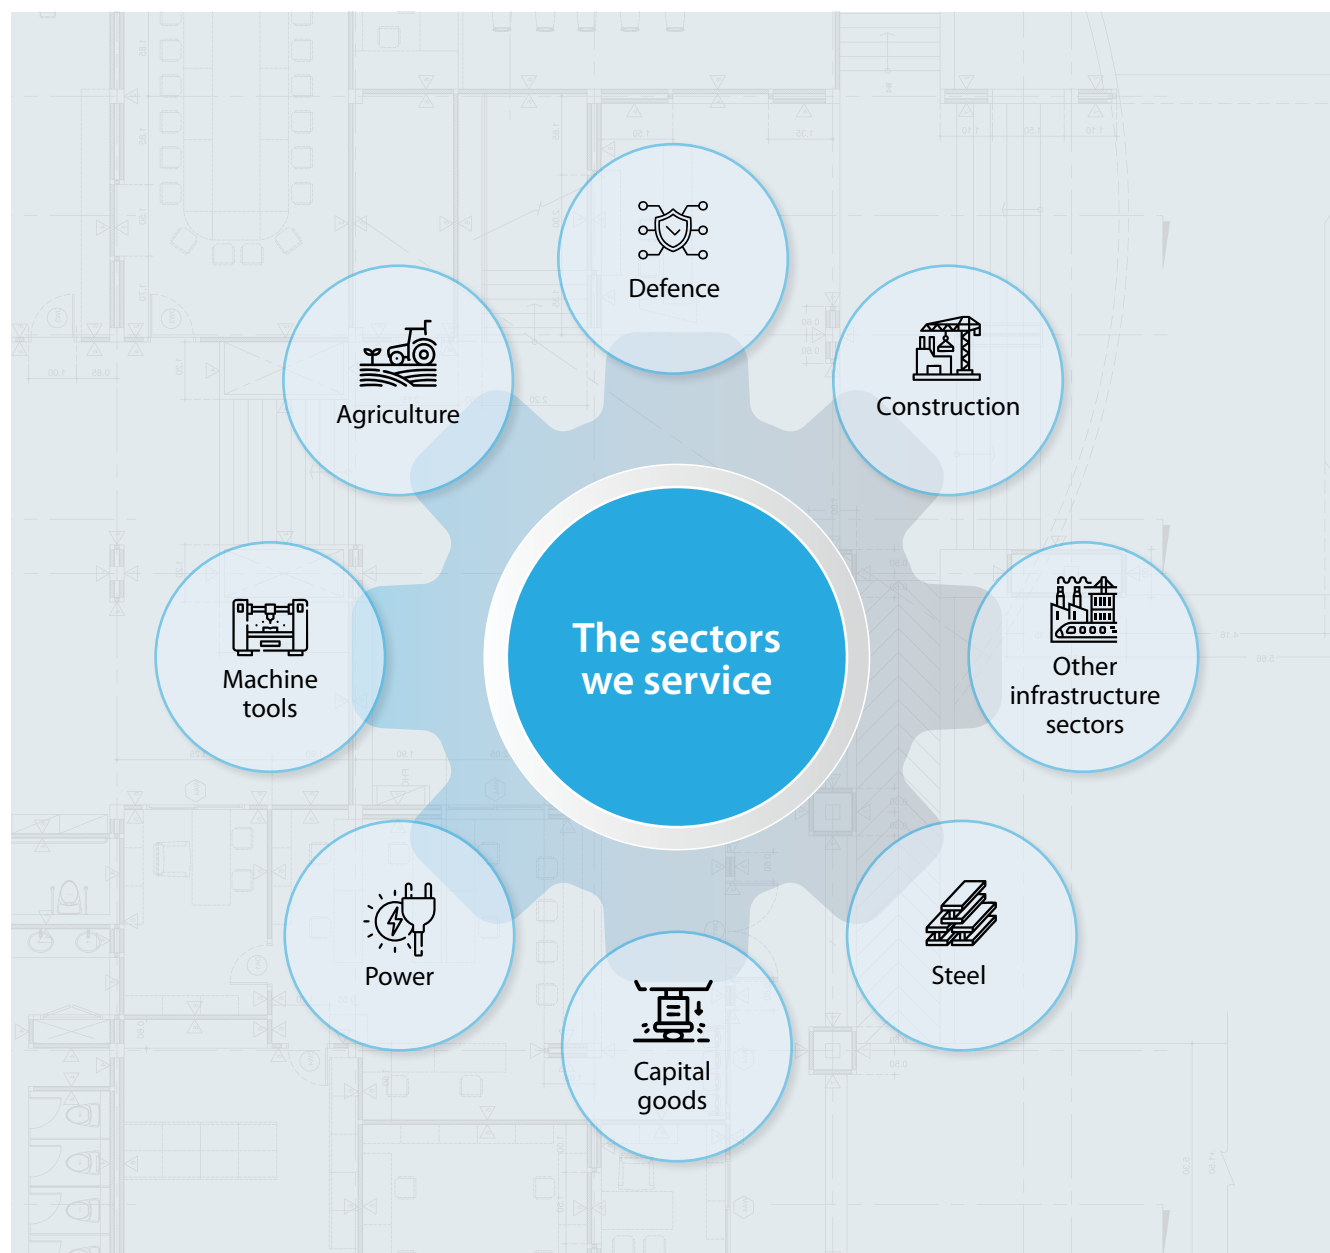 Defence
Agriculture
Construction
The sectors
we service
Machine
tools
Other
infrastructure
sectors
Power
Steel
Capital
goods